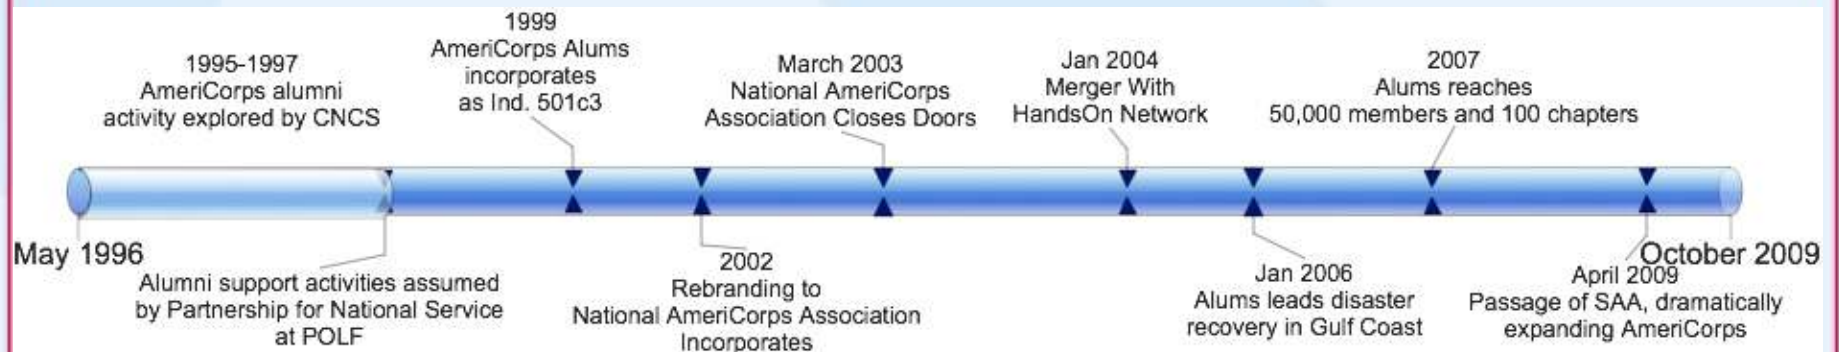 1995-1997
AmeriCorps alumni
activity explored by CNCS
1999
AmeriCorps Alums
incorporates
as Ind. 501c3
March 2003
National AmeriCorps
Association Closes Doors
Jan 2004
Merger With
HandsOn Network
2007
Alums reaches
50,000 members and 100 chapters
May 1996
October 2009
Alumni support activities assumed
by Partnership for National Service
at POLF
2002
Rebranding to
National AmeriCorps Association
Incorporates
Jan 2006
Alums leads disaster
recovery in Gulf Coast
April 2009
Passage of SAA, dramatically
expanding AmeriCorps